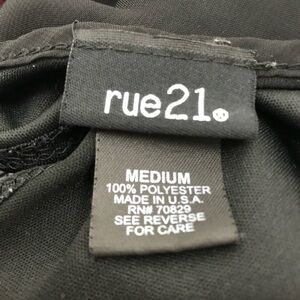 rue21®
MEDIUM
100% POLYESTER
MADE IN U.S.A.
RN# 70829
SEE REVERSE
FOR CARE